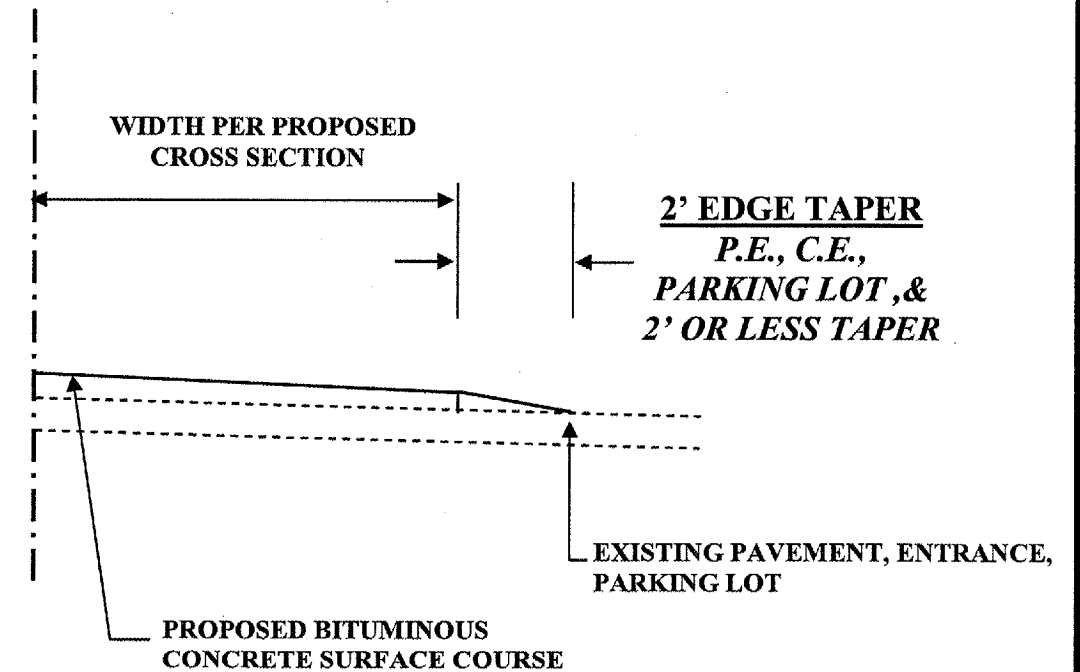 WIDTH PER PROPOSED
CROSS SECTION
2’ EDGE TAPER
P.E., C.E.,
PARKING LOT ,&
2’ OR LESS TAPER
EXISTING PAVEMENT, ENTRANCE,
PARKING LOT
PROPOSED BITUMINOUS
CONCRETE SURFACE COURSE